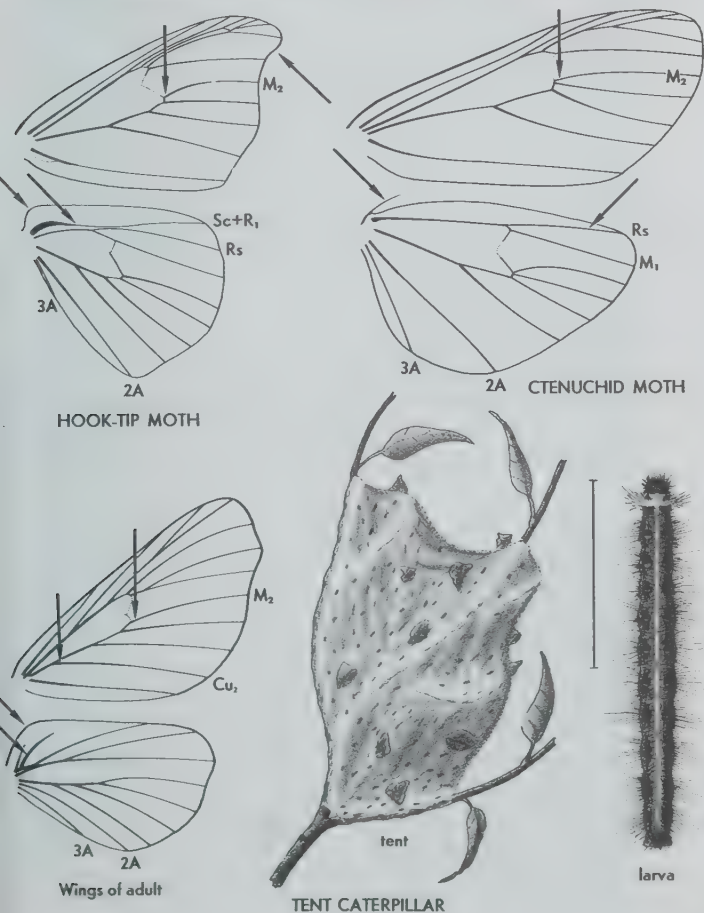 M₂
Sc+R₁
Rs
3A
2A
HOOK-TIP MOTH
M₂
Rs
M₁
3A
2A
CTENUCHID MOTH
M₂
Cu₂
3A
2A
Wings of adult
tent
larva
TENT CATERPILLAR